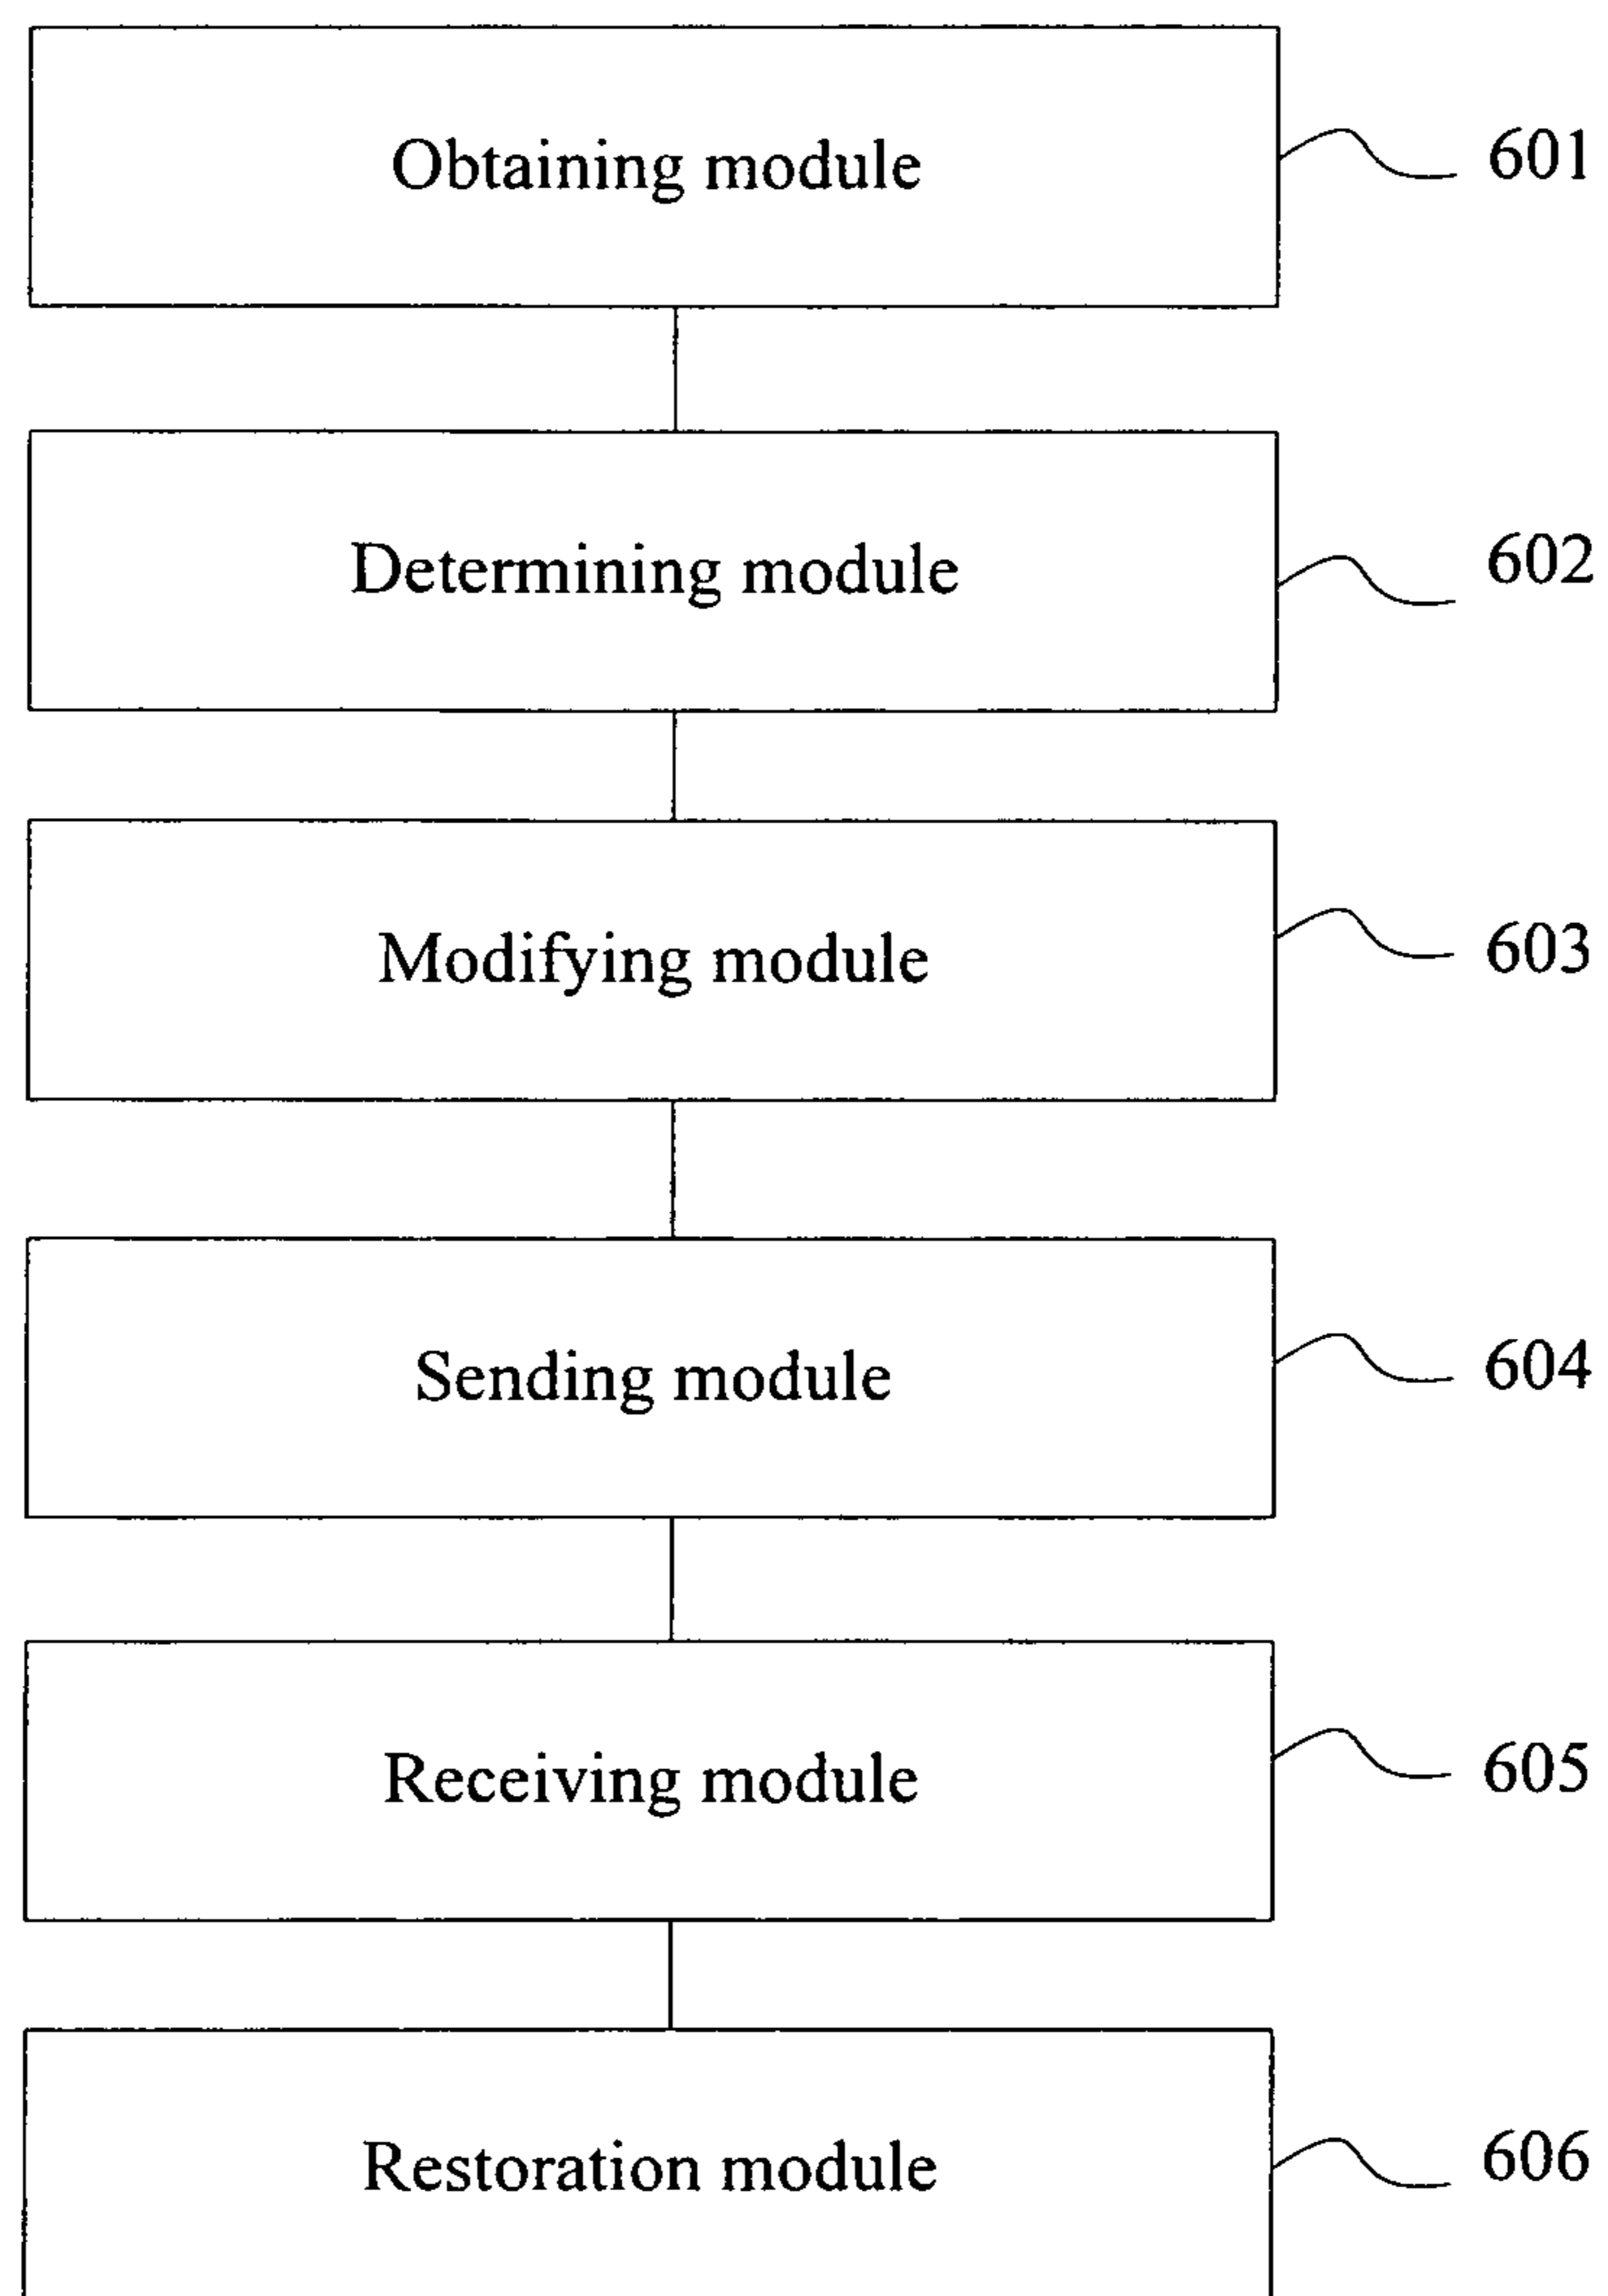 Obtaining module 601
Determining module 602
Modifying module 603
Sending module 604
Receiving module 605
Restoration module 606